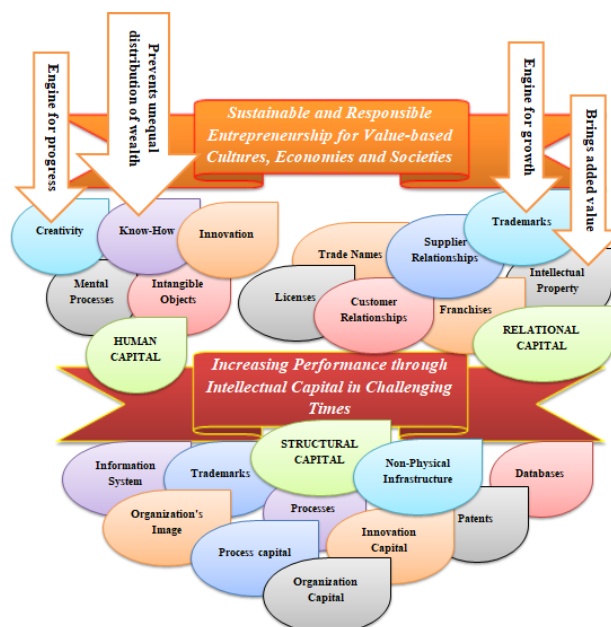 Engine for progress
Prevents unequal
distribution of wealth
Engine for growth
Brings added value
Sustainable and Responsible
Entrepreneurship for Value-based
Cultures, Economies and Societies
Creativity
Know-How
Innovation
Mental
Processes
Intangible
Objects
HUMAN
CAPITAL
Trade Names
Supplier
Relationships
Trademarks
Licenses
Customer
Relationships
Franchises
Intellectual
Property
RELATIONAL
CAPITAL
Increasing Performance through
Intellectual Capital in Challenging
Times
STRUCTURAL
CAPITAL
Information
System
Trademarks
Non-Physical
Infrastructure
Databases
Organization's
Image
Processes
Patents
Process capital
Innovation
Capital
Organization
Capital